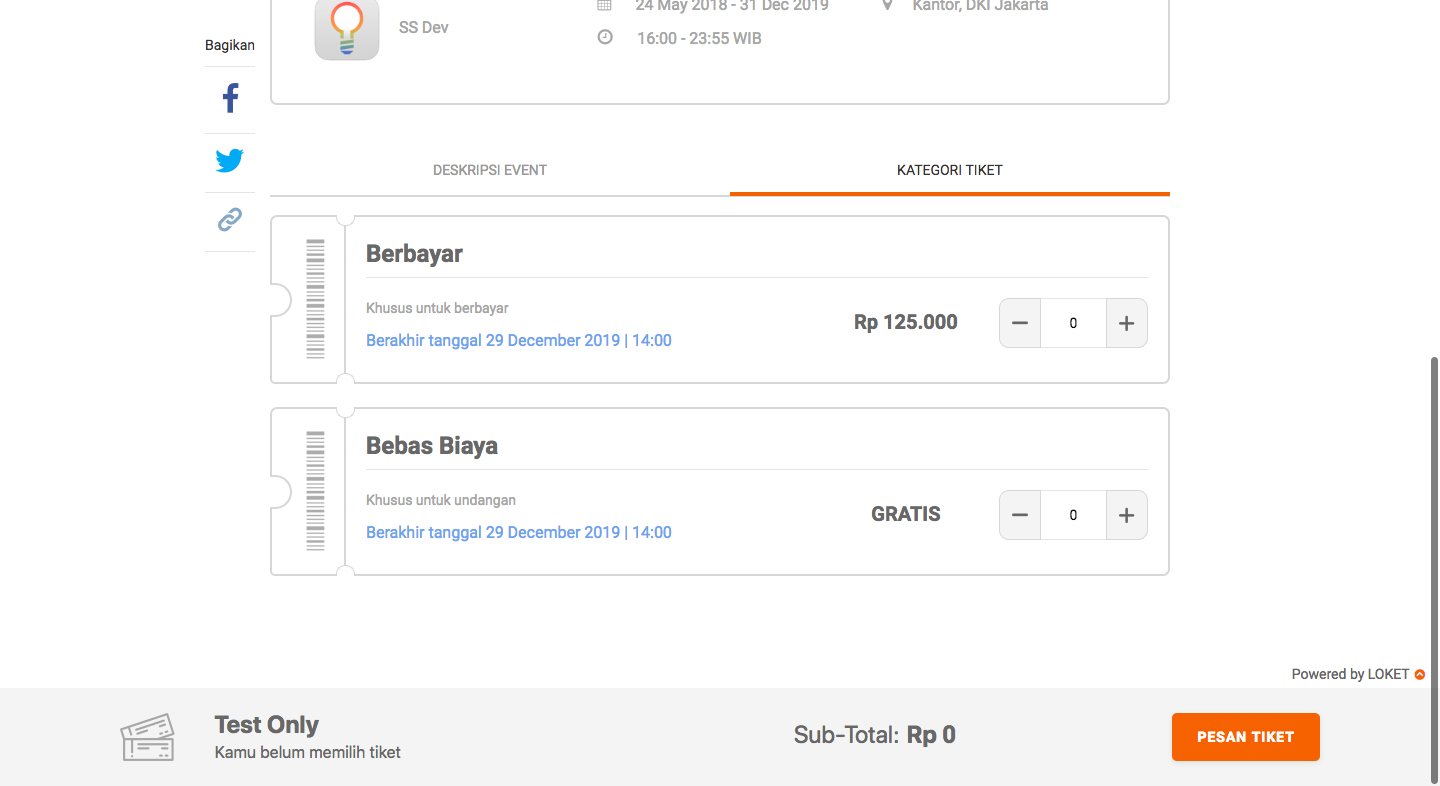 24 May 2018 - 31 Dec 2019
Kantor, DKI Jakarta
SS Dev
16:00 - 23:55 WIB
Bagikan
DESKRIPSI EVENT
KATEGORI TIKET
Berbayar
Khusus untuk berbayar
Berakhir tanggal 29 December 2019 | 14:00
Rp 125.000
0
Bebas Biaya
Khusus untuk undangan
Berakhir tanggal 29 December 2019 | 14:00
GRATIS
0
Powered by LOKET
Test Only
Kamu belum memilih tiket
Sub-Total: Rp 0
PESAN TIKET